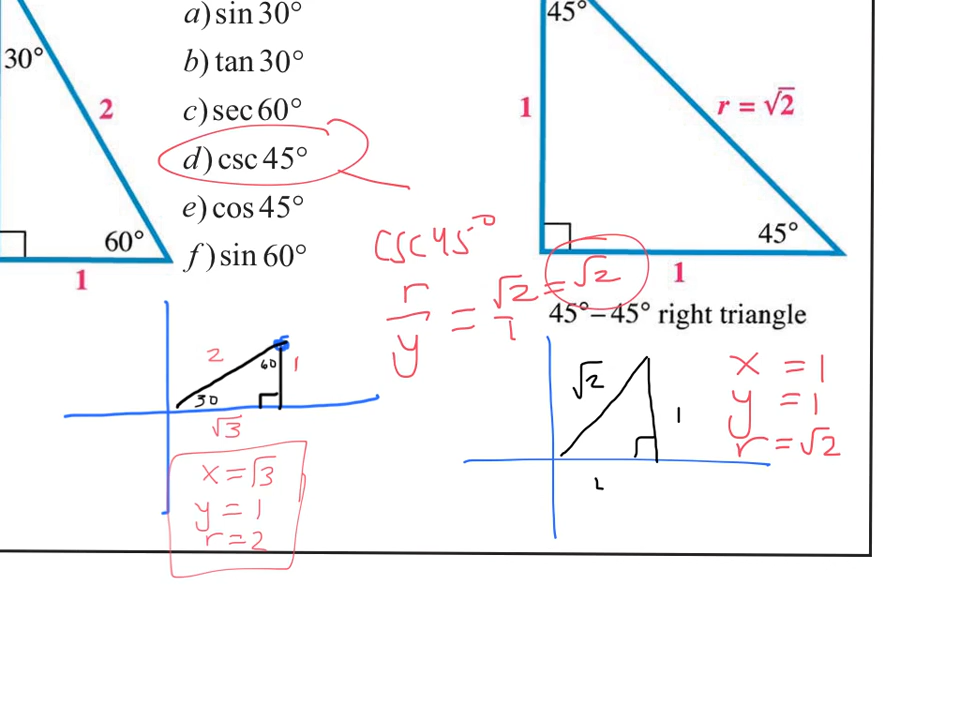 30°
2
60°
1
a) sin 30°
b) tan 30°
c) sec 60°
d) csc 45°
e) cos 45°
f) sin 60°
45°
1
r = √2
45°
1
45°–45° right triangle
csc 45°
r/y = √2/1 = √2
2
60
1
30
√3
x = √3
y = 1
r = 2
√2
1
1
x = 1
y = 1
r = √2